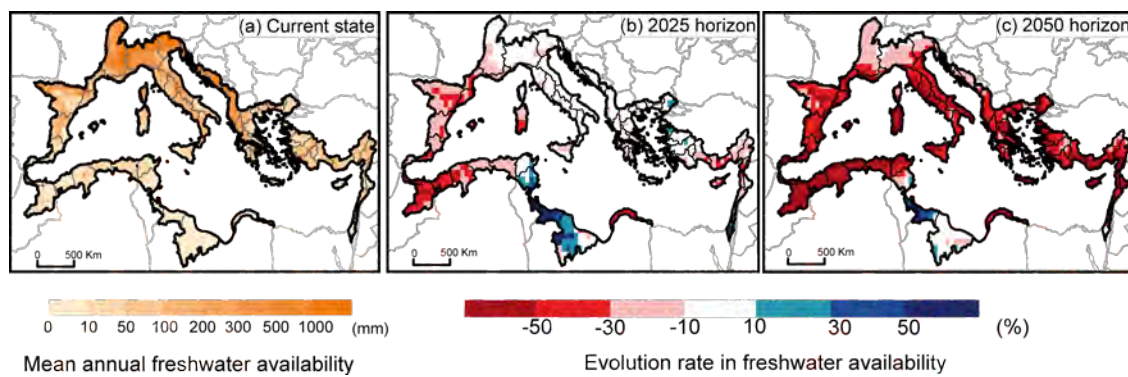 (a) Current state
(b) 2025 horizon
(c) 2050 horizon
0 500 Km
0 500 Km
0 500 Km
0 10 50 100 200 300 500 1000 (mm)
-50 -30 -10 10 30 50 (%)
Mean annual freshwater availability
Evolution rate in freshwater availability